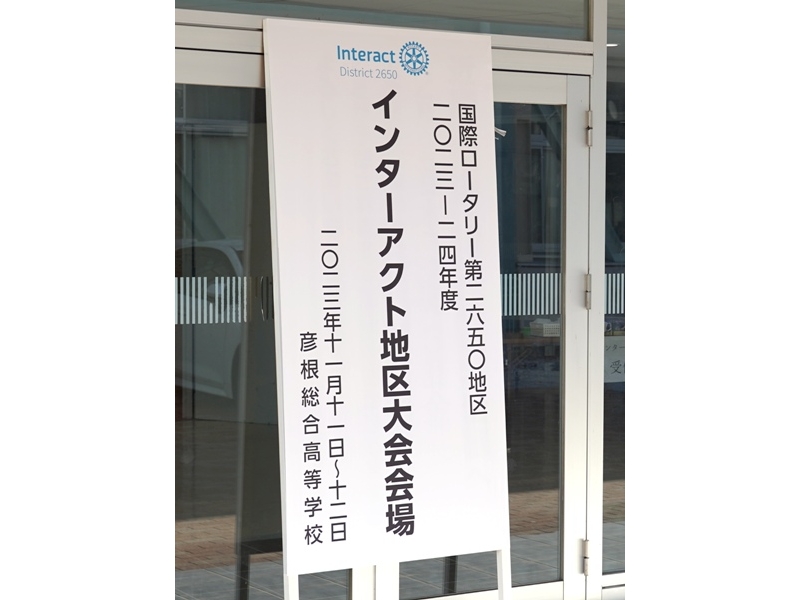 Interact
District 2650
国際ロータリー第二六五〇地区
二〇二三ー二四年度
インターアクト地区大会会場
二〇二三年十一月十一日～十二日
彦根総合高等学校